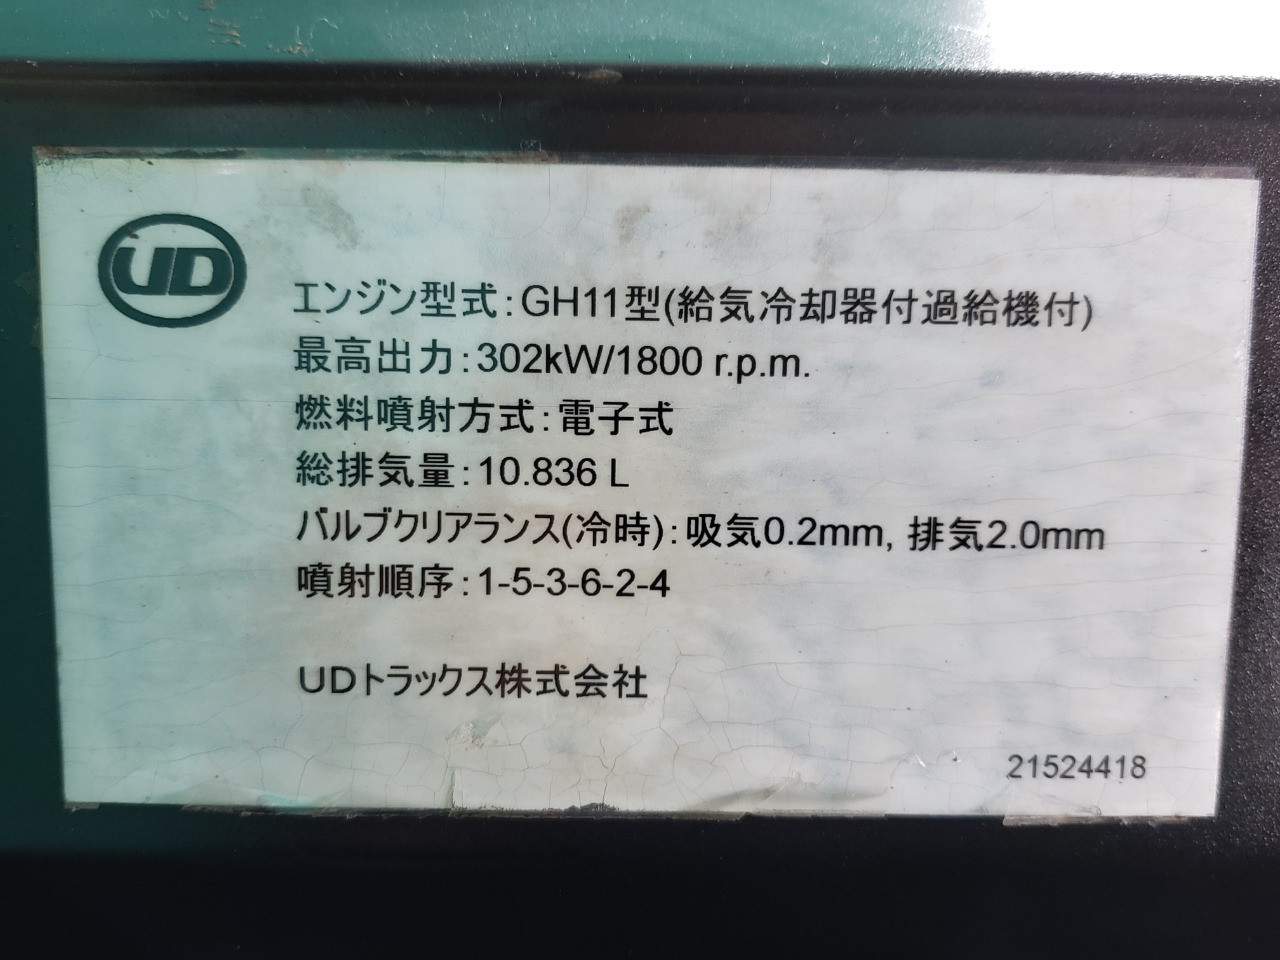 UD
エンジン型式:GH11型(給気冷却器付過給機付)
最高出力:302kW/1800 r.p.m.
燃料噴射方式:電子式
総排気量:10.836 L
バルブクリアランス(冷時):吸気0.2mm, 排気2.0mm
噴射順序:1-5-3-6-2-4
UDトラックス株式会社
21524418